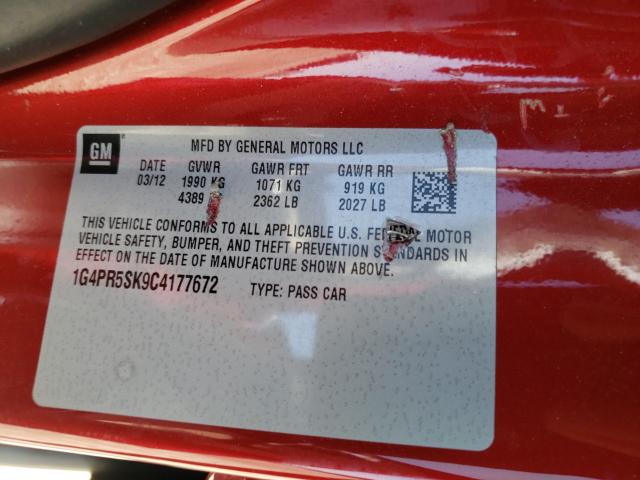 GM
MFD BY GENERAL MOTORS LLC
DATE GVWR GAWR FRT GAWR RR
03/12 1990 KG 1071 KG 919 KG
4389 2362 LB 2027 LB
THIS VEHICLE CONFORMS TO ALL APPLICABLE U.S. FEDERAL MOTOR
VEHICLE SAFETY, BUMPER, AND THEFT PREVENTION STANDARDS IN
EFFECT ON THE DATE OF MANUFACTURE SHOWN ABOVE.
1G4PR5SK9C4177672 TYPE: PASS CAR